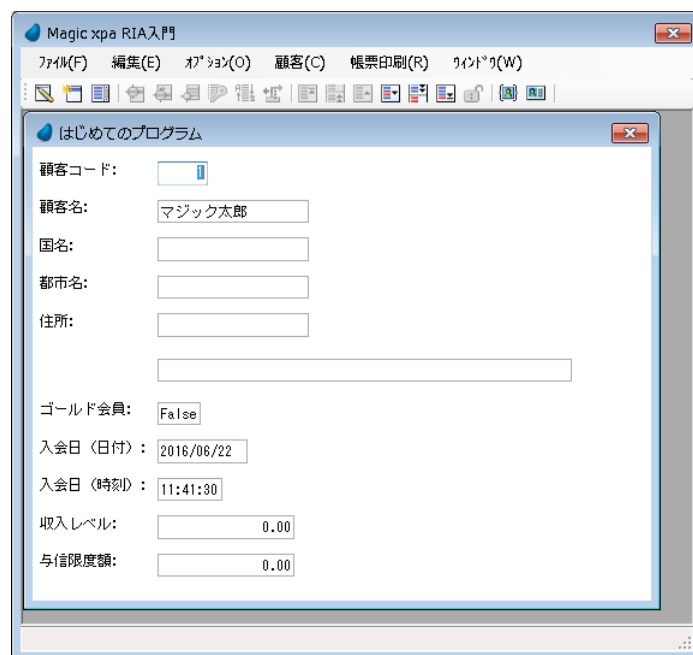 Magic xpa RIA入門
ﾌｧｲﾙ(F) 編集(E) ｵﾌﾟｼｮﾝ(O) 顧客(C) 帳票印刷(R) ｳｨﾝﾄﾞｳ(W)
はじめてのプログラム
顧客コード: 1
顧客名: マジック太郎
国名:
都市名:
住所:
ゴールド会員: False
入会日（日付）: 2016/06/22
入会日（時刻）: 11:41:30
収入レベル: 0.00
与信限度額: 0.00